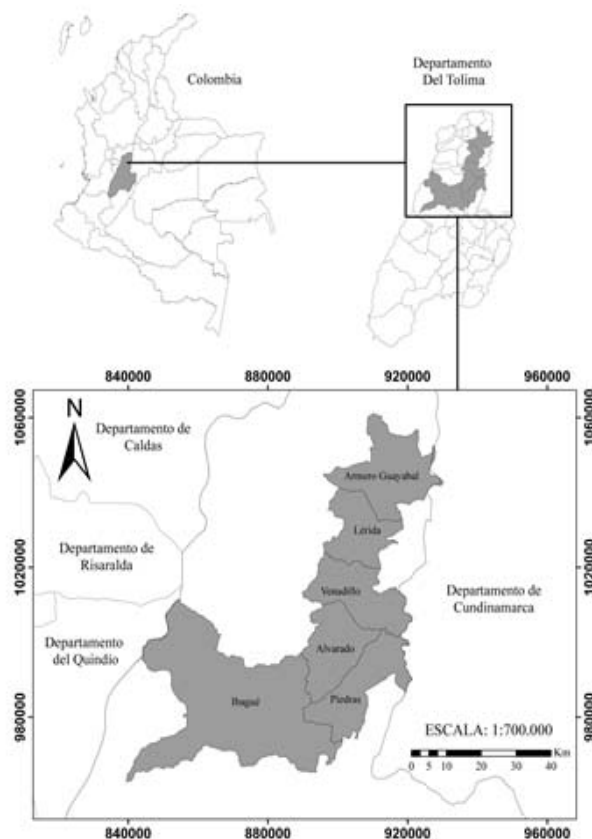 Colombia
Departamento
Del Tolima
840000 880000 920000 960000
1060000
1020000
980000
N
Departamento de
Caldas
Armero Guayabal
Lérida
Departamento de
Risaralda
Venadillo
Departamento de
Cundinamarca
Departamento
del Quindío
Alvarado
Ibagué
Piedras
1060000
1020000
980000
ESCALA: 1:700.000
0 5 10 20 30 40
Km
840000 880000 920000 960000